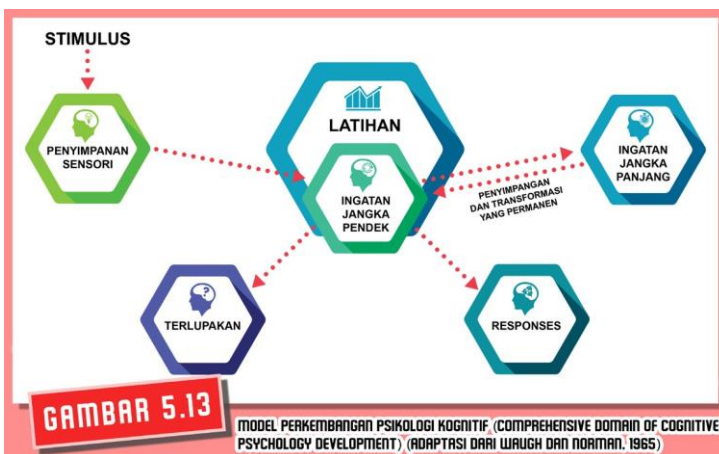 STIMULUS
PENYIMPANAN
SENSORI
LATIHAN
INGATAN
JANGKA
PENDEK
INGATAN
JANGKA
PANJANG
PENYIMPANGAN
DAN TRANSFORMASI
YANG PERMANEN
TERLUPAKAN
RESPONSES
GAMBAR 5.13
MODEL PERKEMBANGAN PSIKOLOGI KOGNITIF (COMPREHENSIVE DOMAIN OF COGNITIVE
PSYCHOLOGY DEVELOPMENT) (ADAPTASI DARI WAUGH DAN NORMAN, 1965)